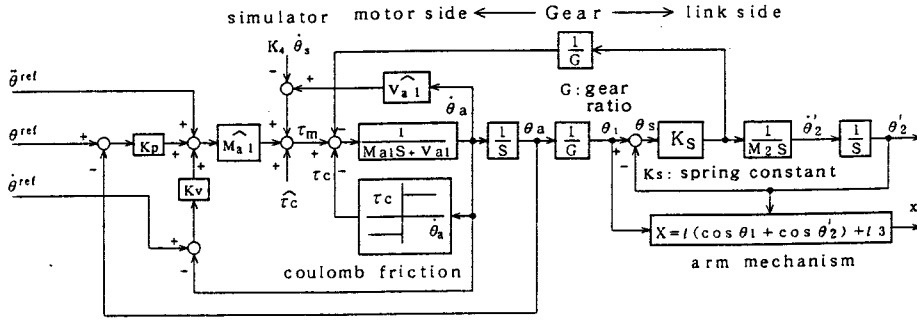 simulator motor side Gear link side
K₄ θ̇s
1/G
G: gear
ratio
θ̈ ref
V̂a1
θ̇a
θ ref
Kp
M̂a1
τm
1/(Ma1S+Va1)
1/S
θa
1/G
θ1
θs
Ks
1/(M2S)
θ̇'2
1/S
θ'2
Ks: spring constant
θ̇ ref
Kv
τ̂c
τc
τc
θ̇a
X = l (cos θ1 + cos θ'2) + l 3
x
coulomb friction
arm mechanism